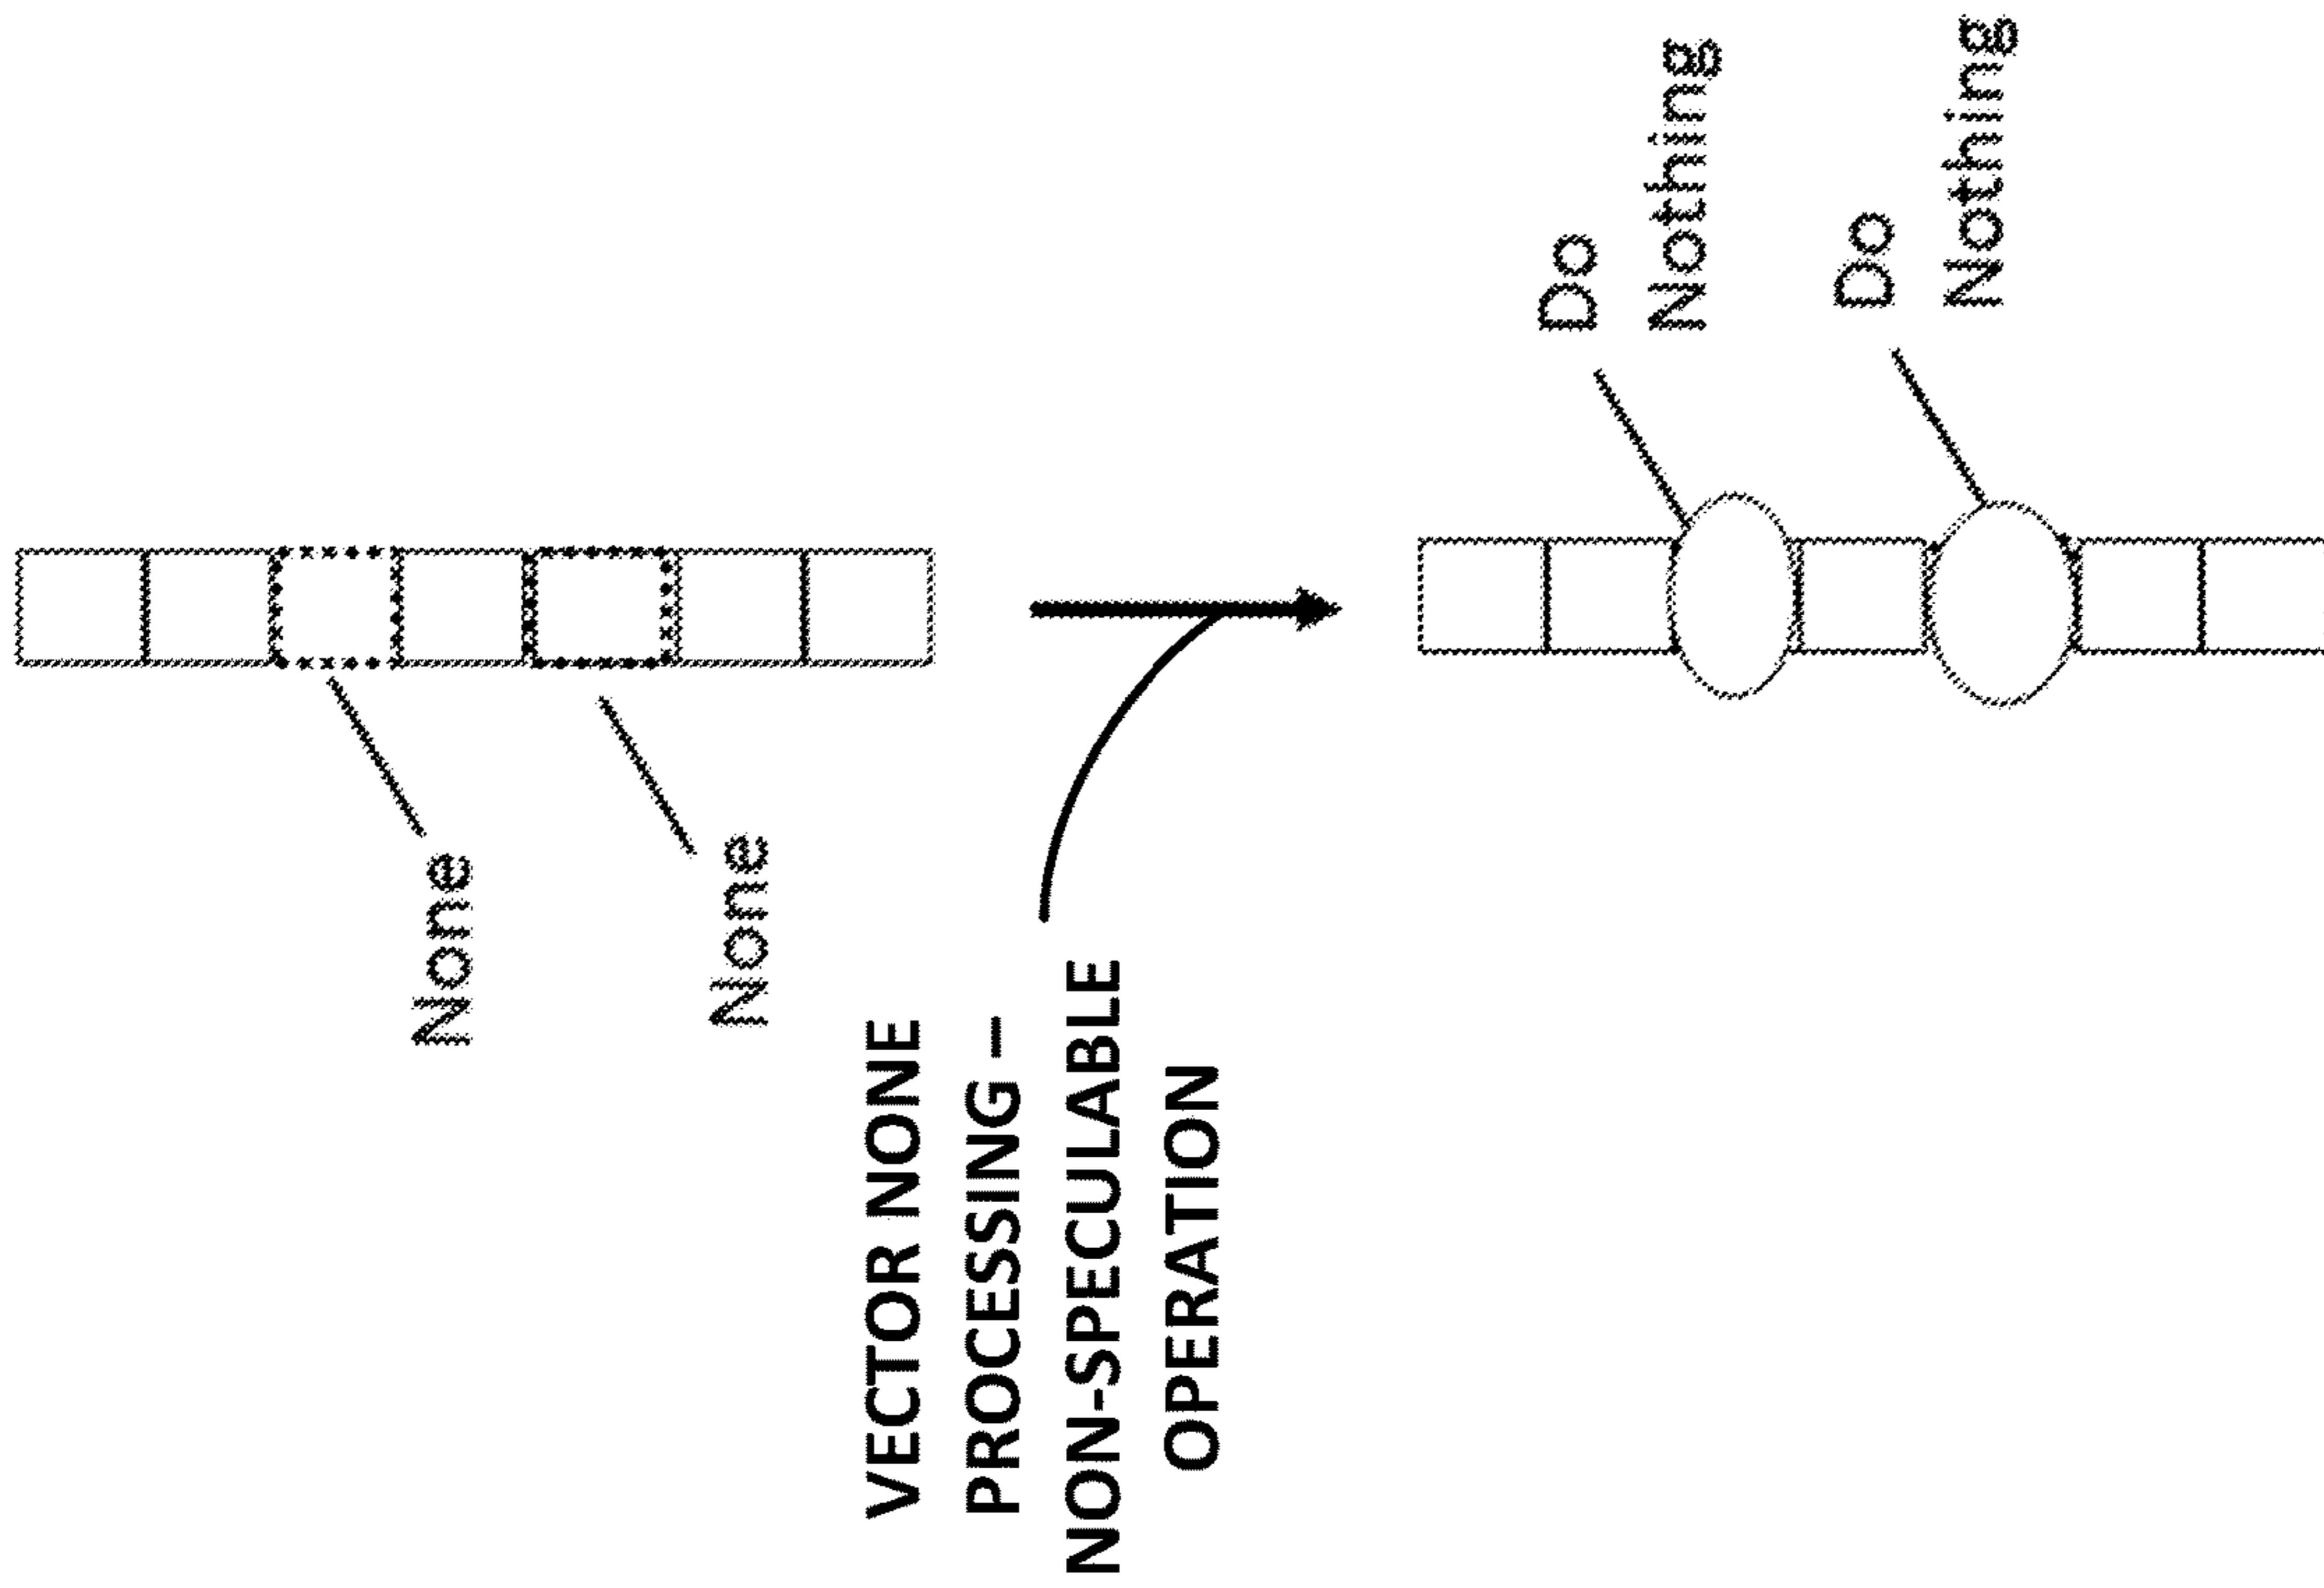 None
None
VECTOR NONE
PROCESSING –
NON-SPECULABLE
OPERATION
Do
Nothing
Do
Nothing